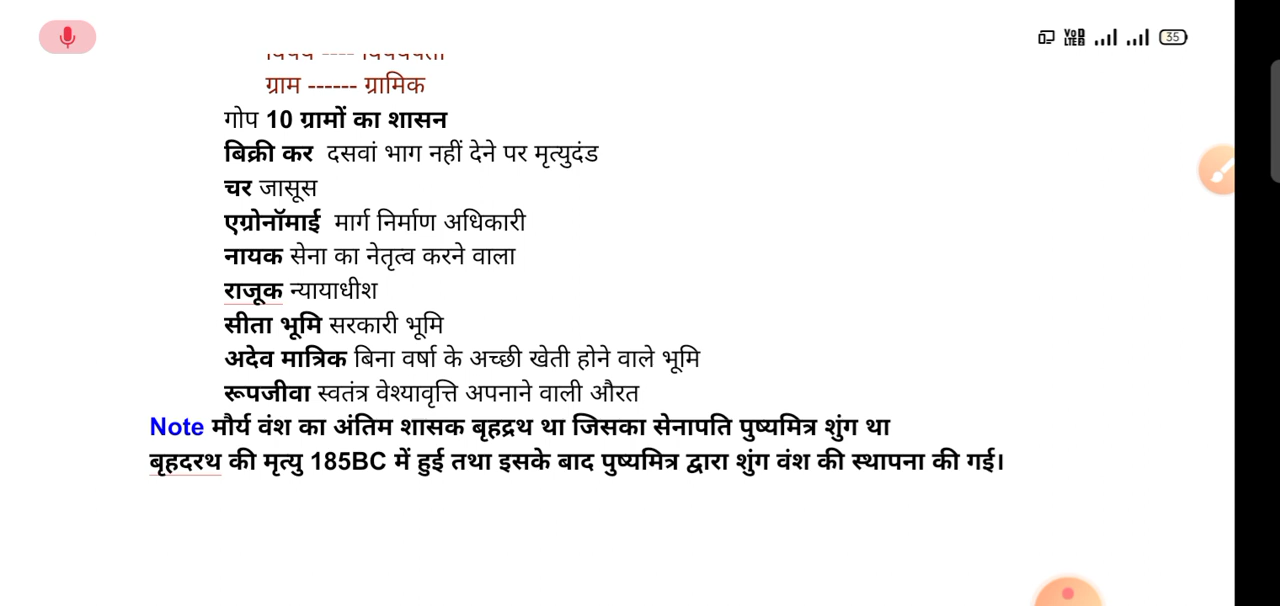 35
ग्राम ------ ग्रामिक
गोप 10 ग्रामों का शासन
बिक्री कर दसवां भाग नहीं देने पर मृत्युदंड
चर जासूस
एग्रोनॉमाई मार्ग निर्माण अधिकारी
नायक सेना का नेतृत्व करने वाला
राजूक न्यायाधीश
सीता भूमि सरकारी भूमि
अदेव मात्रिक बिना वर्षा के अच्छी खेती होने वाले भूमि
रूपजीवा स्वतंत्र वेश्यावृत्ति अपनाने वाली औरत
Note मौर्य वंश का अंतिम शासक बृहद्रथ था जिसका सेनापति पुष्यमित्र शुंग था
बृहदरथ की मृत्यु 185BC में हुई तथा इसके बाद पुष्यमित्र द्वारा शुंग वंश की स्थापना की गई।